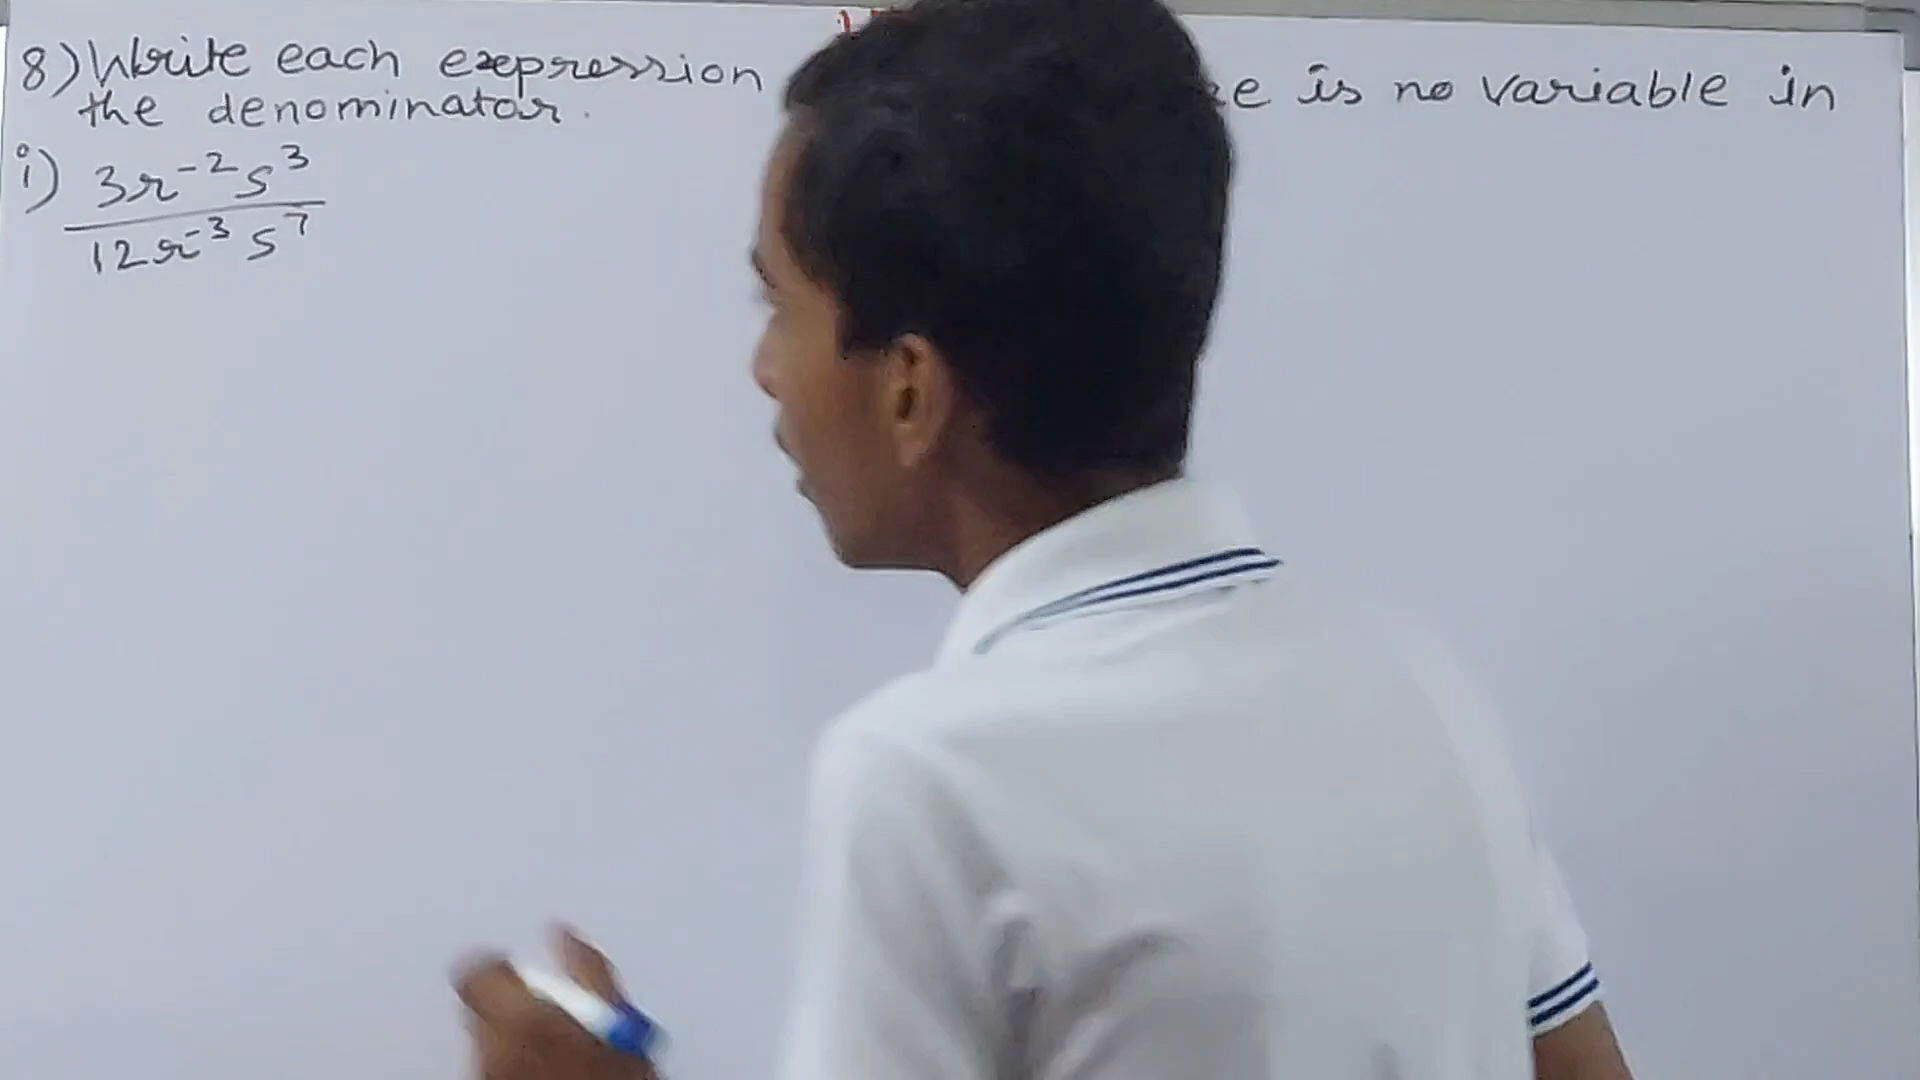 8) Write each expression e is no variable in
the denominator.
i) 3r⁻²s³
12r⁻³s⁷